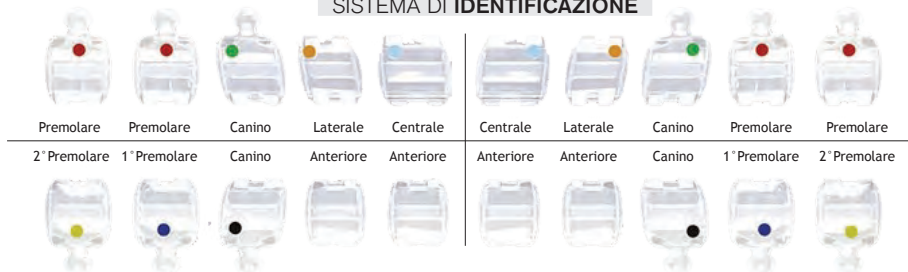 SISTEMA DI IDENTIFICAZIONE
Premolare Premolare Canino Laterale Centrale Centrale Laterale Canino Premolare Premolare
2°Premolare 1°Premolare Canino Anteriore Anteriore Anteriore Anteriore Canino 1°Premolare 2°Premolare